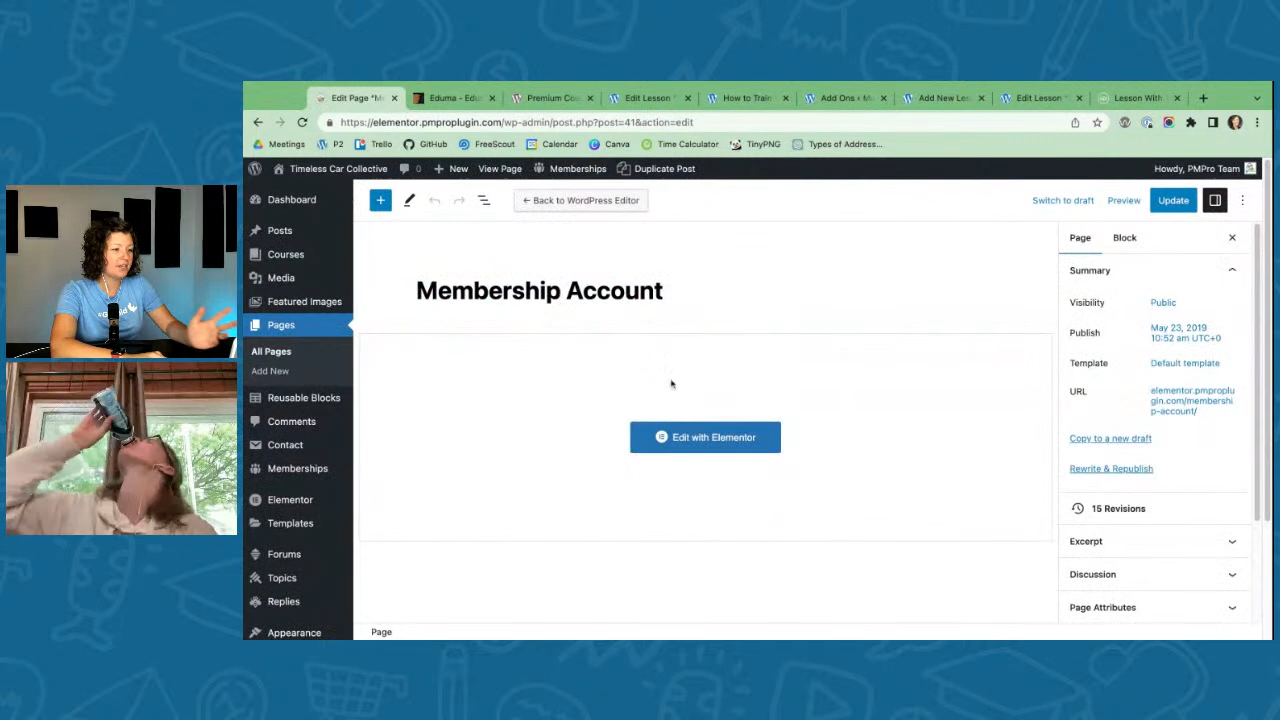 Edit Page "M
Eduma - Edu
Premium Cou
Edit Lesson "
How to Train
Add Ons
Add New Les
Edit Lesson
Lesson With
https://elementor.pmproplugin.com/wp-admin/post.php?post=41&action=edit
Meetings
P2
Trello
GitHub
FreeScout
Calendar
Canva
Time Calculator
TinyPNG
Types of Address...
Timeless Car Collective
0
New
View Page
Memberships
Duplicate Post
Howdy, PMPro Team
Dashboard
Posts
Courses
Media
Featured Images
Pages
All Pages
Add New
Reusable Blocks
Comments
Contact
Memberships
Elementor
Templates
Forums
Topics
Replies
Appearance
← Back to WordPress Editor
Switch to draft
Preview
Update
Membership Account
Edit with Elementor
Page
Page
Block
Summary
Visibility
Public
Publish
May 23, 2019
10:52 am UTC+0
Template
Default template
URL
elementor.pmproplu
gin.com/membershi
p-account/
Copy to a new draft
Rewrite & Republish
15 Revisions
Excerpt
Discussion
Page Attributes